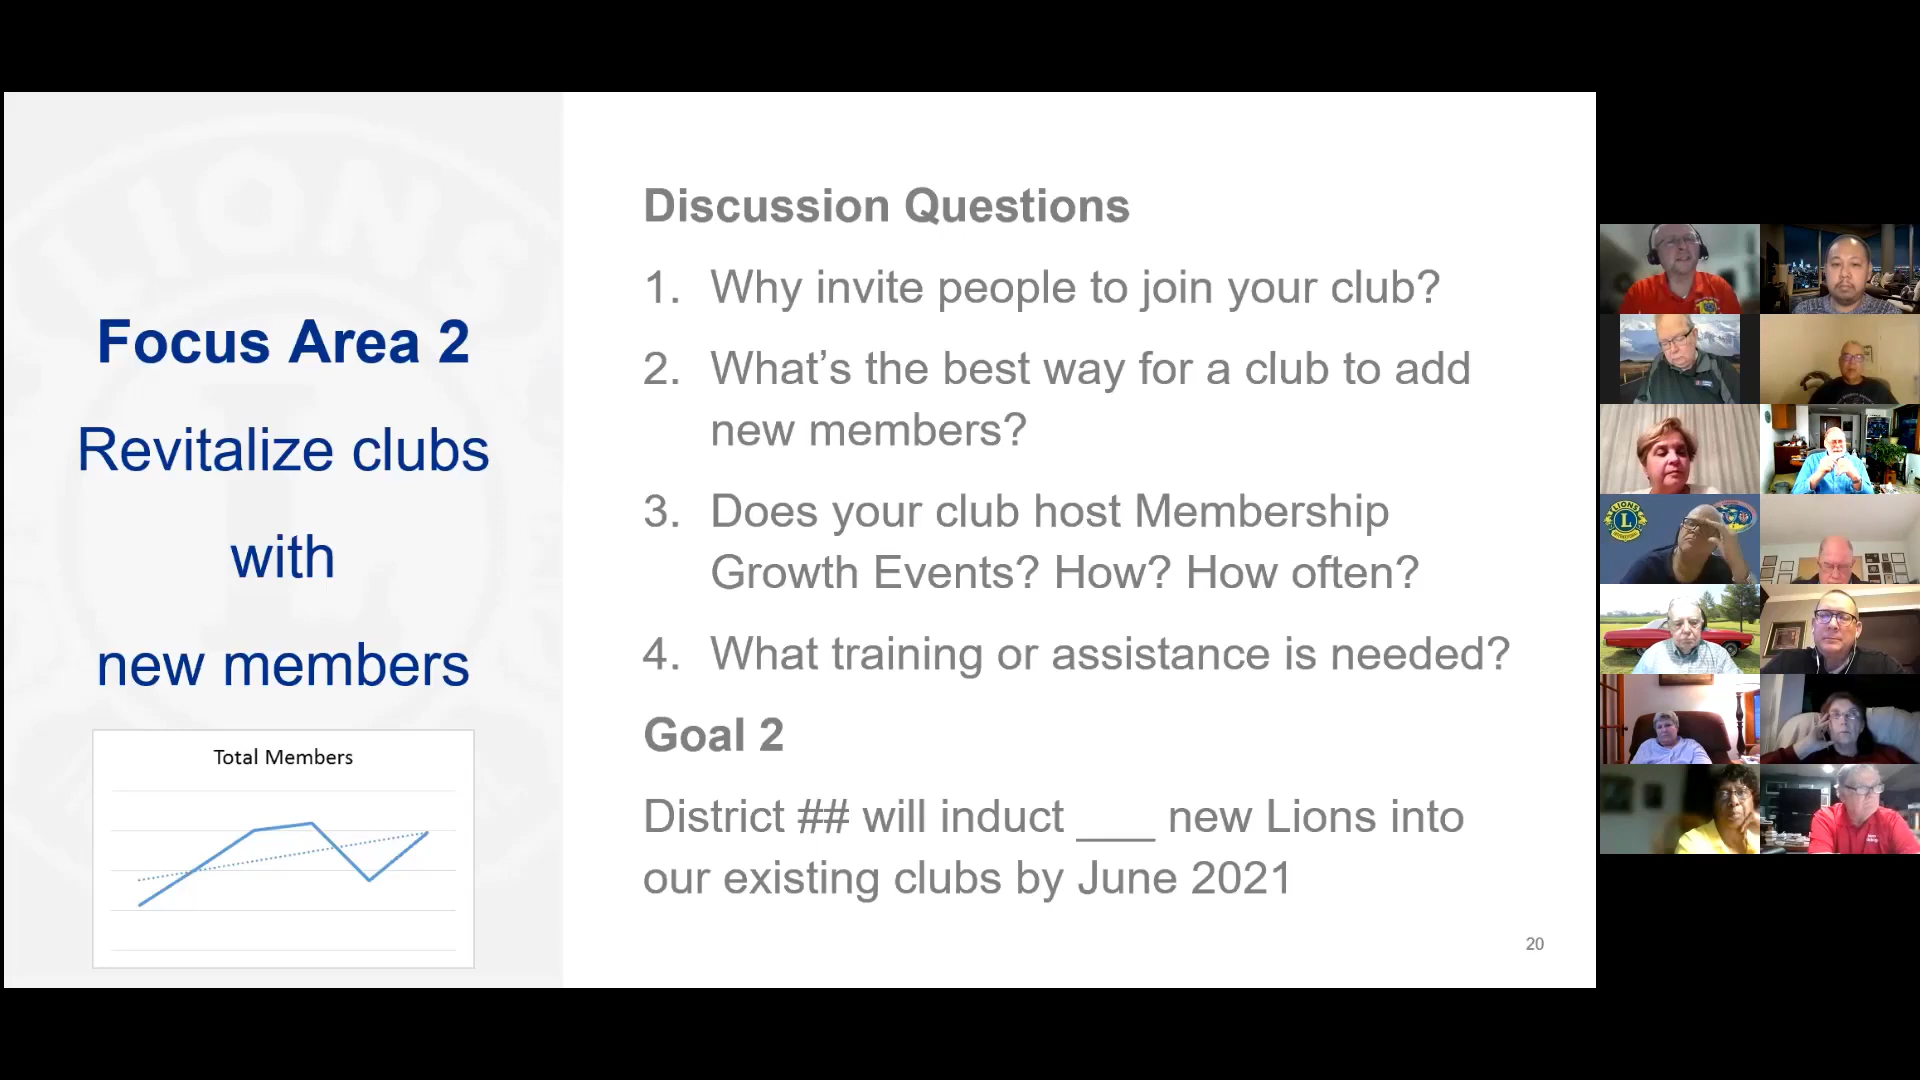 LIONS
Focus Area 2
Revitalize clubs
with
new members
Total Members
Discussion Questions
1. Why invite people to join your club?
2. What’s the best way for a club to add
new members?
3. Does your club host Membership
Growth Events? How? How often?
4. What training or assistance is needed?
Goal 2
District ## will induct ___ new Lions into
our existing clubs by June 2021
20
LIONS
L
INTERNATIONAL